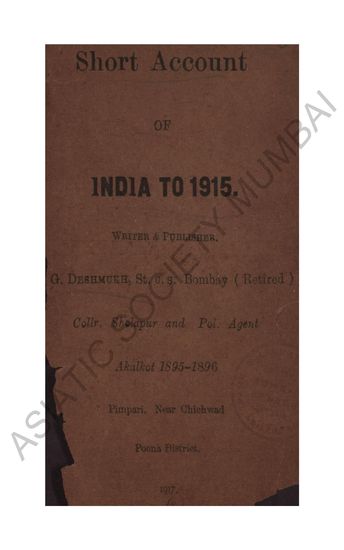 Short Account
OF
INDIA TO 1915.
WRITER & PUBLISHER.
G. DESHMUKH, St. C. S. Bombay ( Retired )
Collr. Sholapur and Pol. Agent
Akalkot 1895-1896
Pimpari, Near Chichwad
Poona District.
1917.
ASIATIC SOCIETY MUMBAI